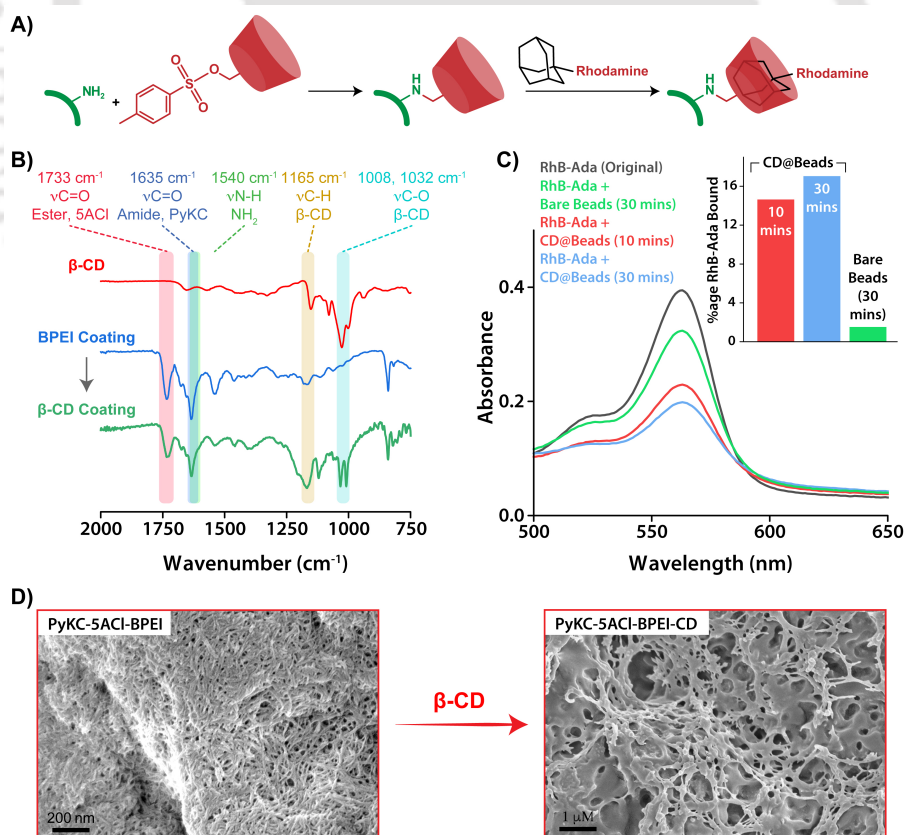 A)
NH2
+
O
S
O
O
H
N
Rhodamine
H
N
Rhodamine
B)
1733 cm-1
νC=O
Ester, 5ACl
1635 cm-1
νC=O
Amide, PyKC
1540 cm-1
νN-H
NH2
1165 cm-1
νC-H
β-CD
1008, 1032 cm-1
νC-O
β-CD
β-CD
BPEI Coating
β-CD Coating
2000 1750 1500 1250 1000 750
Wavenumber (cm-1)
C)
RhB-Ada (Original)
RhB-Ada +
Bare Beads (30 mins)
RhB-Ada +
CD@Beads (10 mins)
RhB-Ada +
CD@Beads (30 mins)
CD@Beads
%age RhB-Ada Bound
16
12
8
4
0
10
mins
30
mins
Bare
Beads
(30
mins)
Absorbance
0.4
0.2
0.0
500 550 600 650
Wavelength (nm)
D)
PyKC-5ACl-BPEI
200 nm
β-CD
PyKC-5ACl-BPEI-CD
1 μM